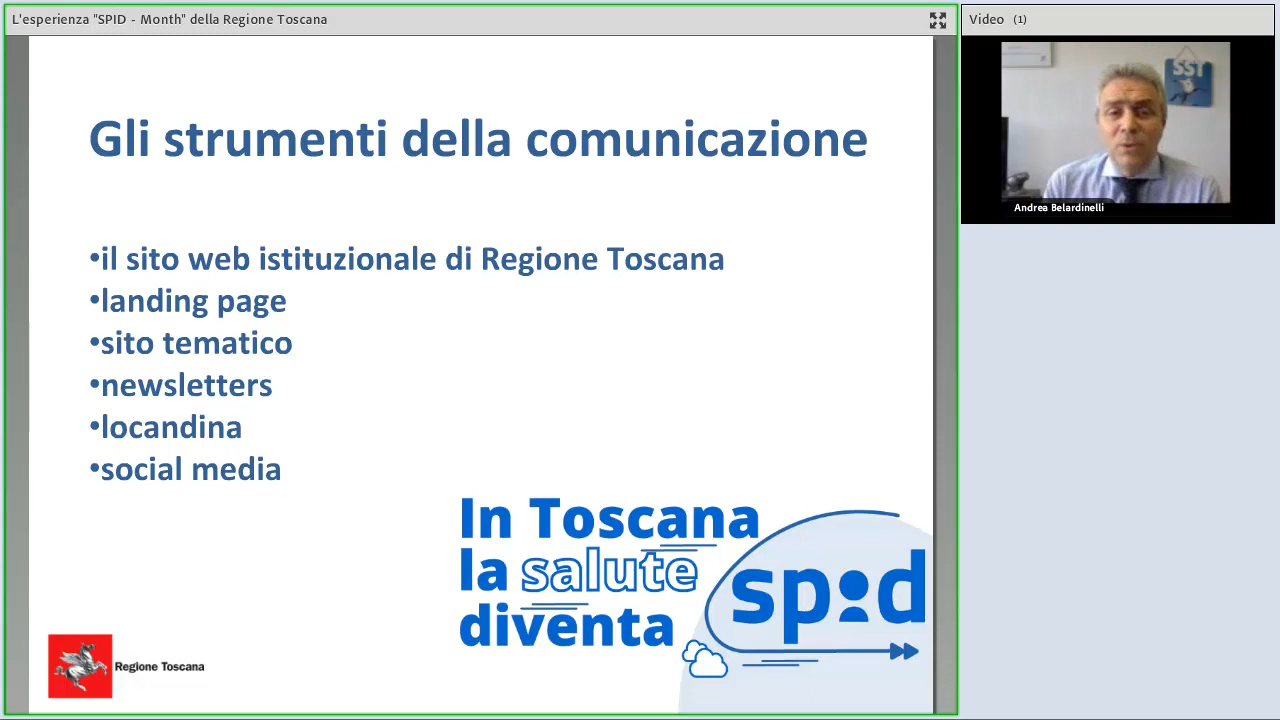 L'esperienza "SPID - Month" della Regione Toscana
Video (1)
SST
Andrea Belardinelli
Gli strumenti della comunicazione
•il sito web istituzionale di Regione Toscana
•landing page
•sito tematico
•newsletters
•locandina
•social media
In Toscana
la salute
diventa
spid
Regione Toscana